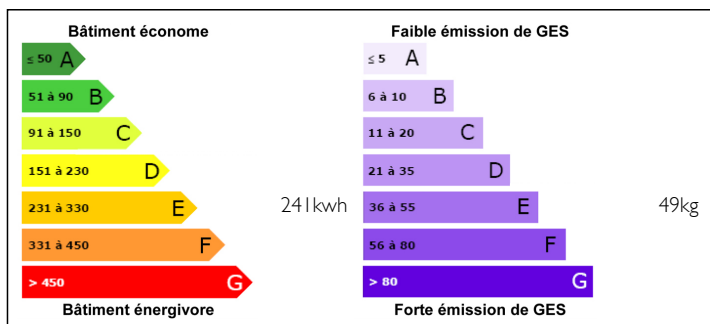 Bâtiment économe
≤ 50 A
51 à 90 B
91 à 150 C
151 à 230 D
231 à 330 E
241kwh
331 à 450 F
> 450 G
Bâtiment énergivore
Faible émission de GES
≤ 5 A
6 à 10 B
11 à 20 C
21 à 35 D
36 à 55 E
49kg
56 à 80 F
> 80 G
Forte émission de GES